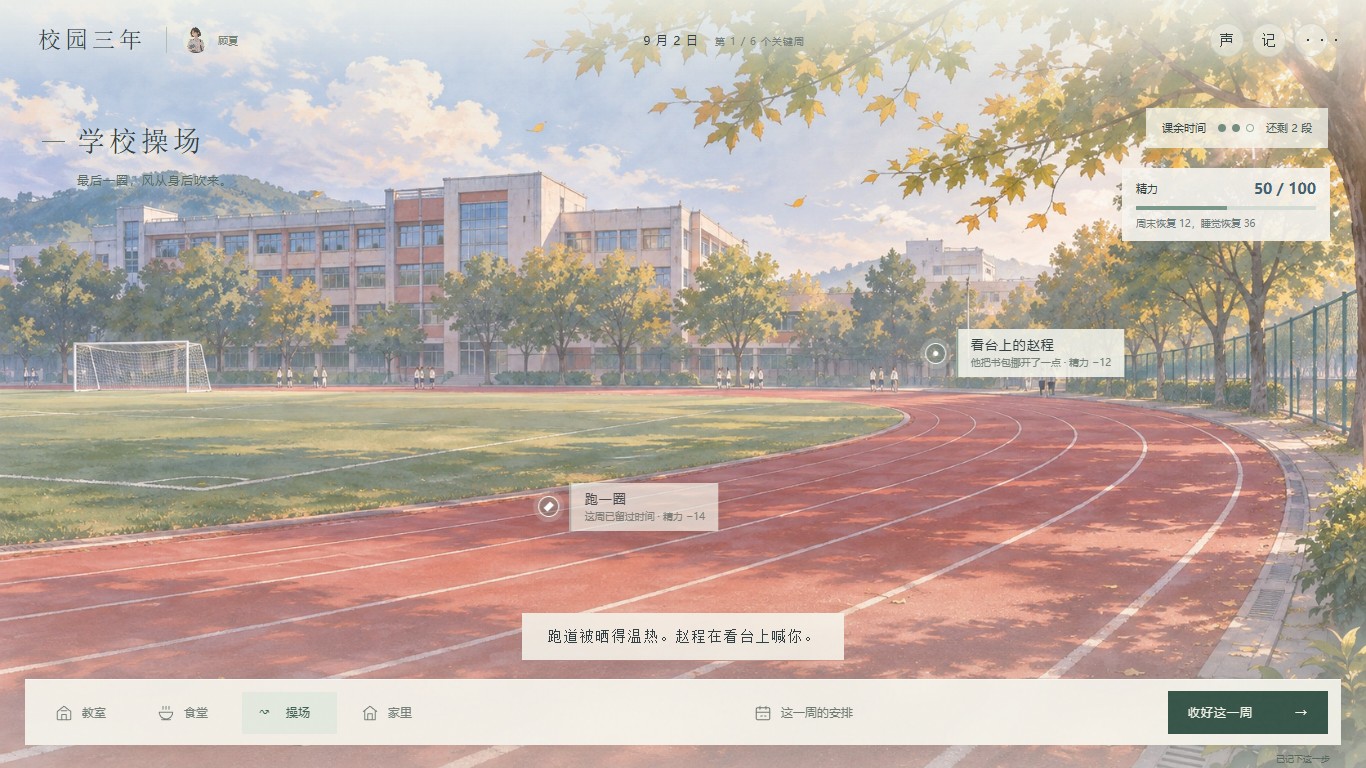 校园三年
顾夏
9月2日 第 1 / 6 个关键周
声 记 ···
学校操场
最后一圈，风从身后吹来。
课余时间 还剩 2 段
精力 50 / 100
周末恢复 12，睡觉恢复 36
看台上的赵程
他把书包挪开了一点 · 精力 −12
跑一圈
这周已留过时间 · 精力 −14
跑道被晒得温热。赵程在看台上喊你。
教室 食堂 操场 家里 这一周的安排 收好这一周 →
已记下这一步